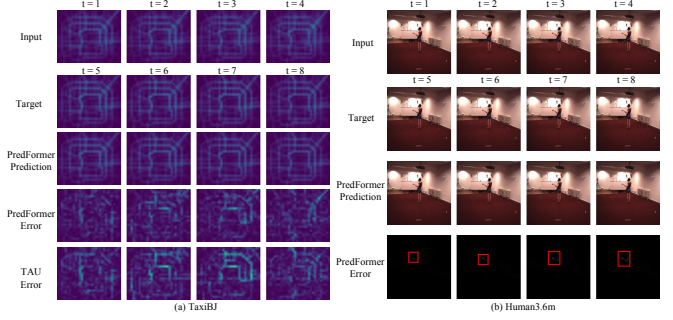 t = 1 t = 2 t = 3 t = 4
Input
t = 5 t = 6 t = 7 t = 8
Target
PredFormer
Prediction
PredFormer
Error
TAU
Error
(a) TaxiBJ
t = 1 t = 2 t = 3 t = 4
Input
t = 5 t = 6 t = 7 t = 8
Target
PredFormer
Prediction
PredFormer
Error
(b) Human3.6m